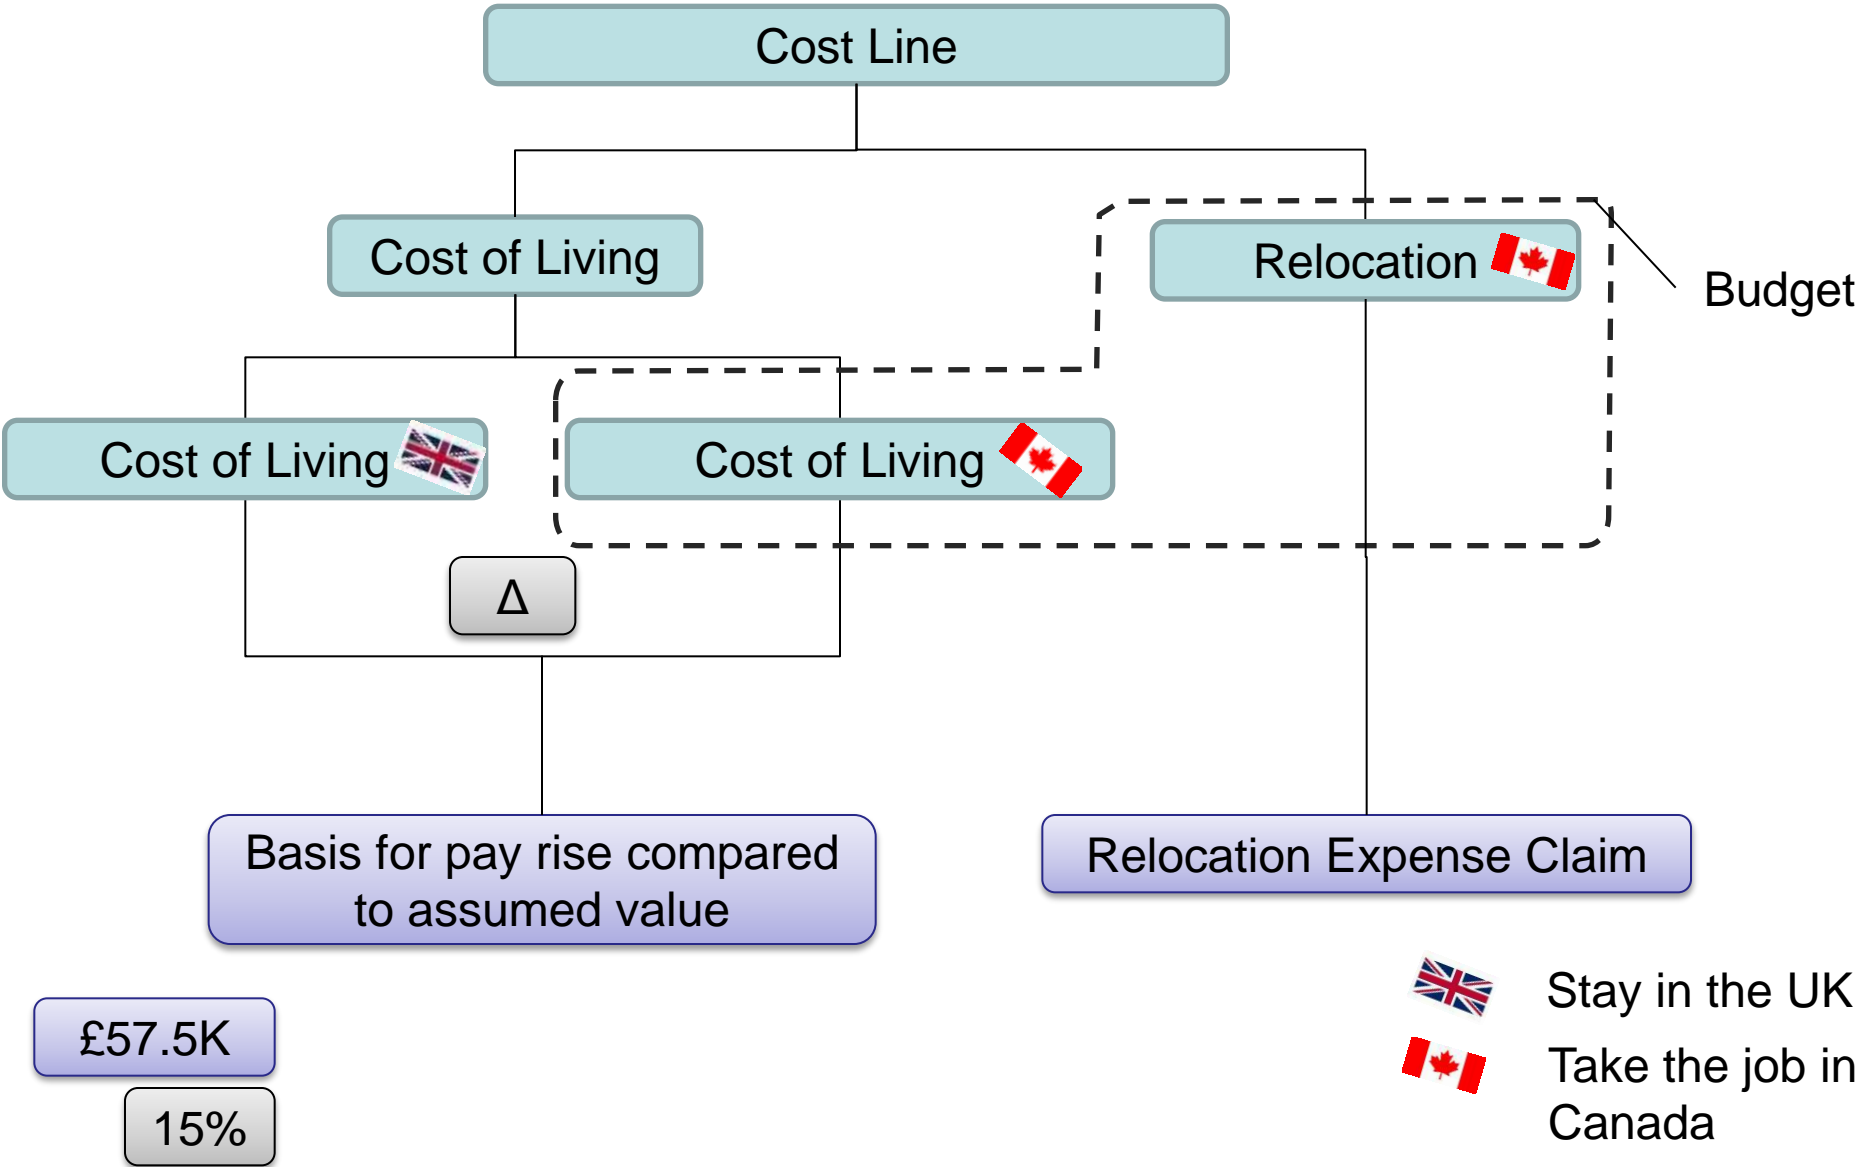 Cost Line
Cost of Living
Relocation
Budget
Cost of Living
Cost of Living
Δ
Basis for pay rise compared
to assumed value
Relocation Expense Claim
£57.5K
15%
Stay in the UK
Take the job in
Canada